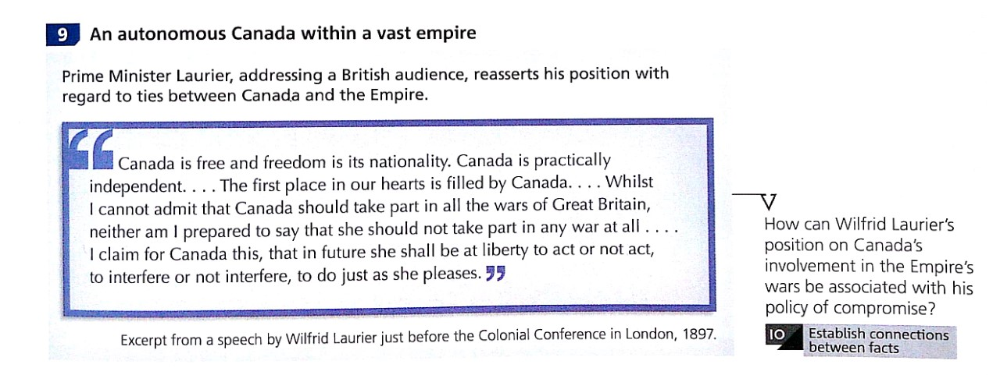 9 An autonomous Canada within a vast empire
Prime Minister Laurier, addressing a British audience, reasserts his position with
regard to ties between Canada and the Empire.
“Canada is free and freedom is its nationality. Canada is practically
independent. . . . The first place in our hearts is filled by Canada. . . . Whilst
I cannot admit that Canada should take part in all the wars of Great Britain,
neither am I prepared to say that she should not take part in any war at all . . . .
I claim for Canada this, that in future she shall be at liberty to act or not act,
to interfere or not interfere, to do just as she pleases.”
Excerpt from a speech by Wilfrid Laurier just before the Colonial Conference in London, 1897.
How can Wilfrid Laurier’s
position on Canada’s
involvement in the Empire’s
wars be associated with his
policy of compromise?
IO Establish connections
between facts